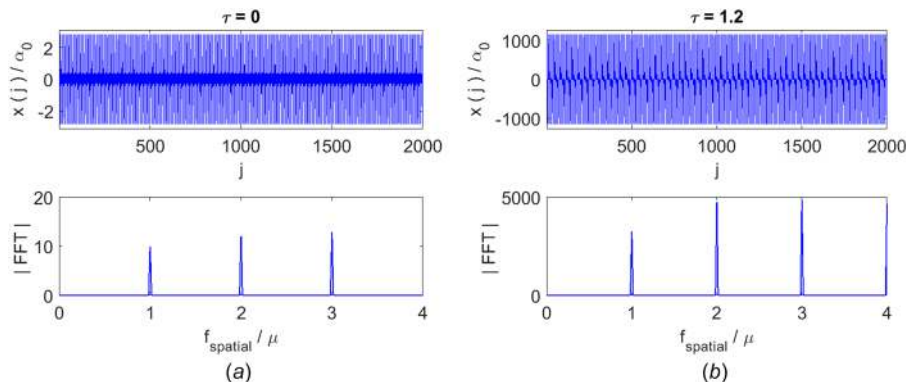 τ = 0
x ( j ) / α0
2
0
-2
500
1000
1500
2000
j
| FFT |
20
10
0
0
1
2
3
4
fspatial / μ
(a)
τ = 1.2
x ( j ) / α0
1000
0
-1000
500
1000
1500
2000
j
| FFT |
5000
0
0
1
2
3
4
fspatial / μ
(b)